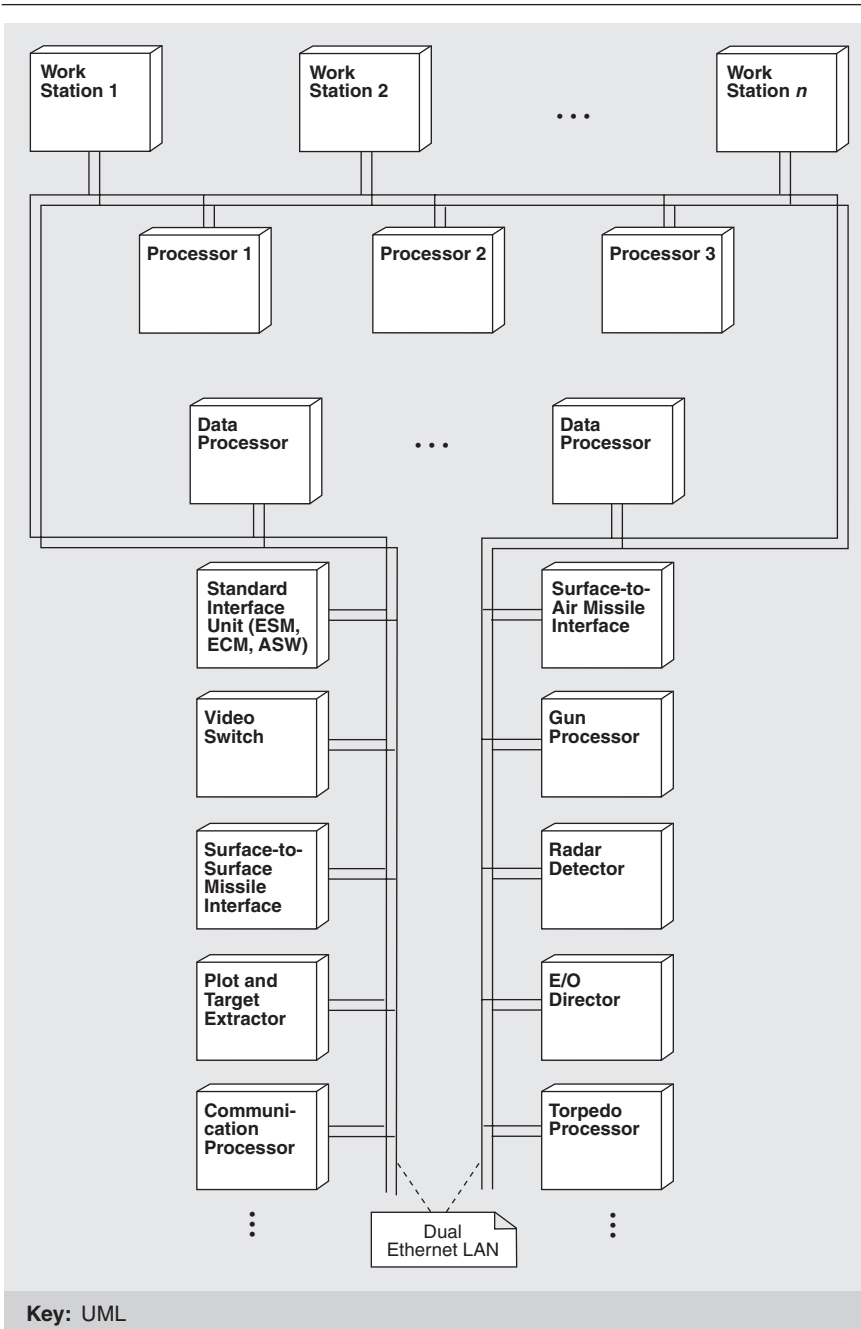 Work
Station 1
Work
Station 2
• • •
Work
Station n
Processor 1
Processor 2
Processor 3
Data
Processor
• • •
Data
Processor
Standard
Interface
Unit (ESM,
ECM, ASW)
Surface-to-
Air Missile
Interface
Video
Switch
Gun
Processor
Surface-to-
Surface
Missile
Interface
Radar
Detector
Plot and
Target
Extractor
E/O
Director
Communi-
cation
Processor
Torpedo
Processor
Dual
Ethernet LAN
Key: UML